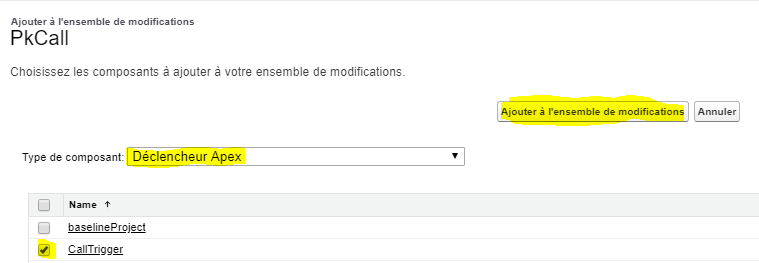 Ajouter à l'ensemble de modifications
PkCall
Choisissez les composants à ajouter à votre ensemble de modifications.
Ajouter à l'ensemble de modifications Annuler
Type de composant: Déclencheur Apex
Name ↑
baselineProject
CallTrigger